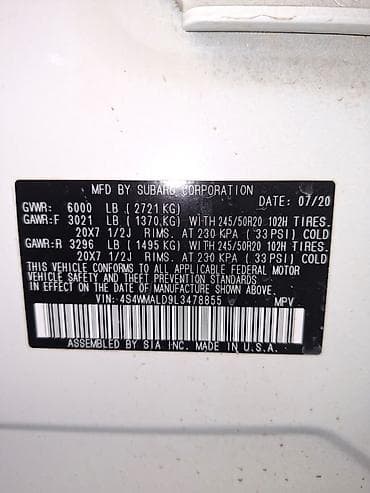 MFD BY SUBARU CORPORATION DATE: 07/20
GVWR: 6000 LB ( 2721 KG)
GAWR:F 3021 LB ( 1370 KG) WITH 245/50R20 102H TIRES.
20X7 1/2J RIMS. AT 230 KPA ( 33 PSI) COLD
GAWR:R 3296 LB ( 1495 KG) WITH 245/50R20 102H TIRES.
20X7 1/2J RIMS. AT 230 KPA ( 33 PSI) COLD
THIS VEHICLE CONFORMS TO ALL APPLICABLE FEDERAL MOTOR
VEHICLE SAFETY AND THEFT PREVENTION STANDARDS
IN EFFECT ON THE DATE OF MANUFACTURE SHOWN ABOVE.
VIN: 4S4WMALD9L3478855 MPV
ASSEMBLED BY SIA INC. MADE IN U.S.A.